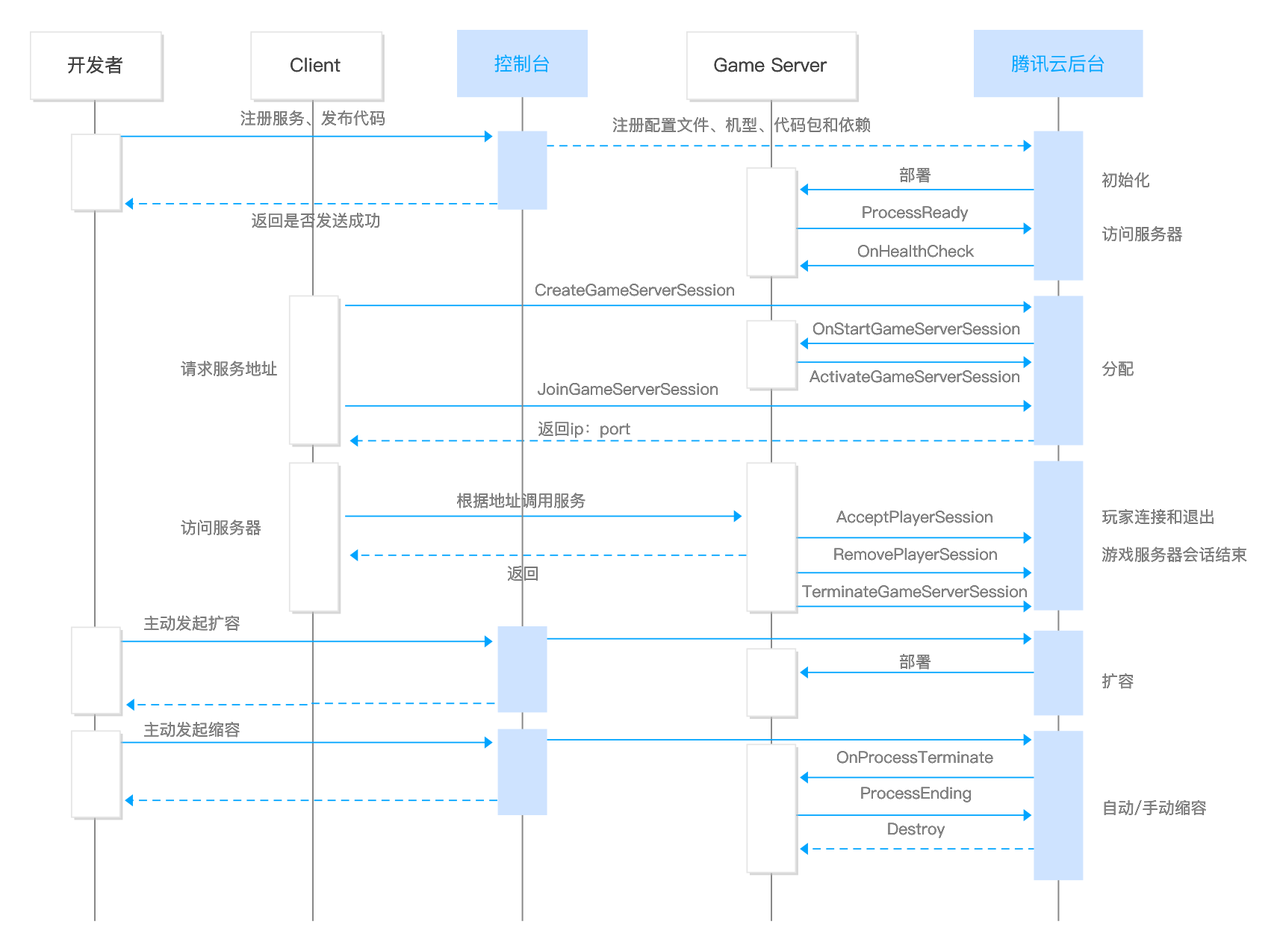 开发者
Client
控制台
Game Server
腾讯云后台
注册服务、发布代码
注册配置文件、机型、代码包和依赖
部署
初始化
ProcessReady
返回是否发送成功
访问服务器
OnHealthCheck
CreateGameServerSession
OnStartGameServerSession
请求服务地址
分配
ActivateGameServerSession
JoinGameServerSession
返回ip：port
根据地址调用服务
AcceptPlayerSession
玩家连接和退出
访问服务器
RemovePlayerSession
游戏服务器会话结束
返回
TerminateGameServerSession
主动发起扩容
部署
扩容
主动发起缩容
OnProcessTerminate
ProcessEnding
自动/手动缩容
Destroy